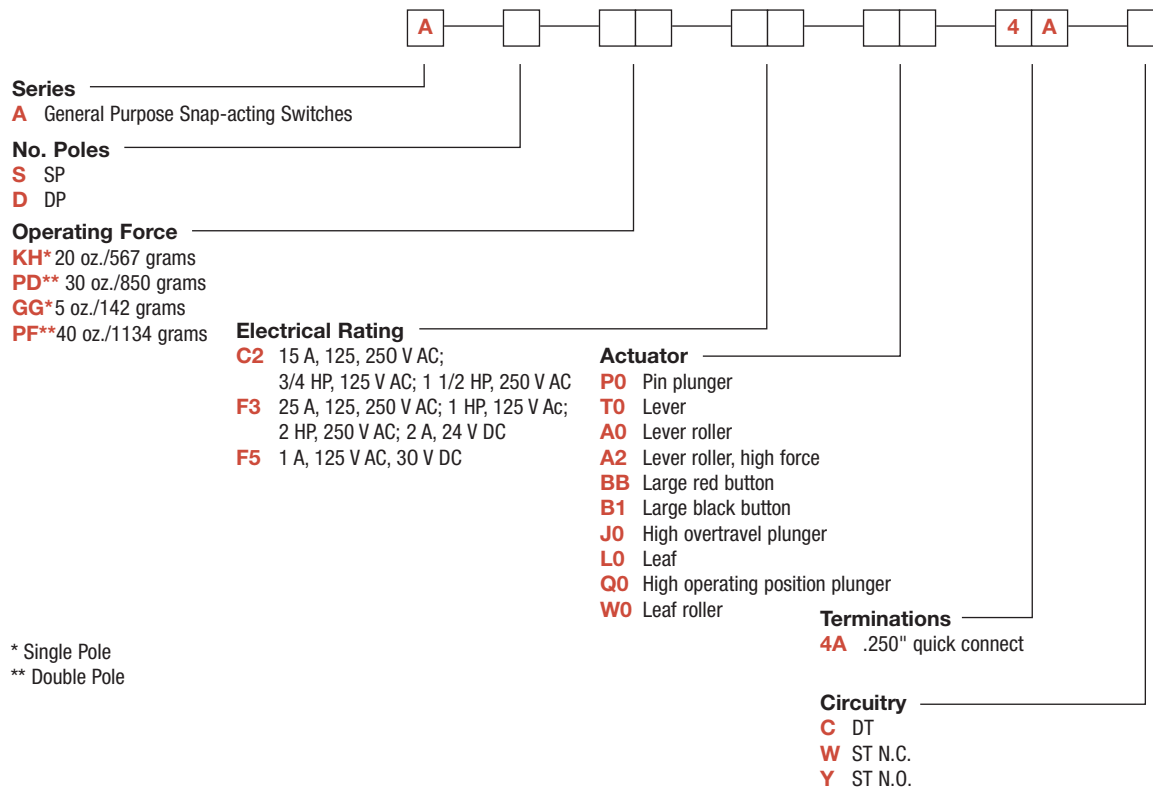 A 4 A
Series
A General Purpose Snap-acting Switches
No. Poles
S SP
D DP
Operating Force
KH* 20 oz./567 grams
PD** 30 oz./850 grams
GG* 5 oz./142 grams
PF** 40 oz./1134 grams
Electrical Rating
C2 15 A, 125, 250 V AC;
3/4 HP, 125 V AC; 1 1/2 HP, 250 V AC
F3 25 A, 125, 250 V AC; 1 HP, 125 V Ac;
2 HP, 250 V AC; 2 A, 24 V DC
F5 1 A, 125 V AC, 30 V DC
Actuator
P0 Pin plunger
T0 Lever
A0 Lever roller
A2 Lever roller, high force
BB Large red button
B1 Large black button
J0 High overtravel plunger
L0 Leaf
Q0 High operating position plunger
W0 Leaf roller
Terminations
4A .250" quick connect
* Single Pole
** Double Pole
Circuitry
C DT
W ST N.C.
Y ST N.O.